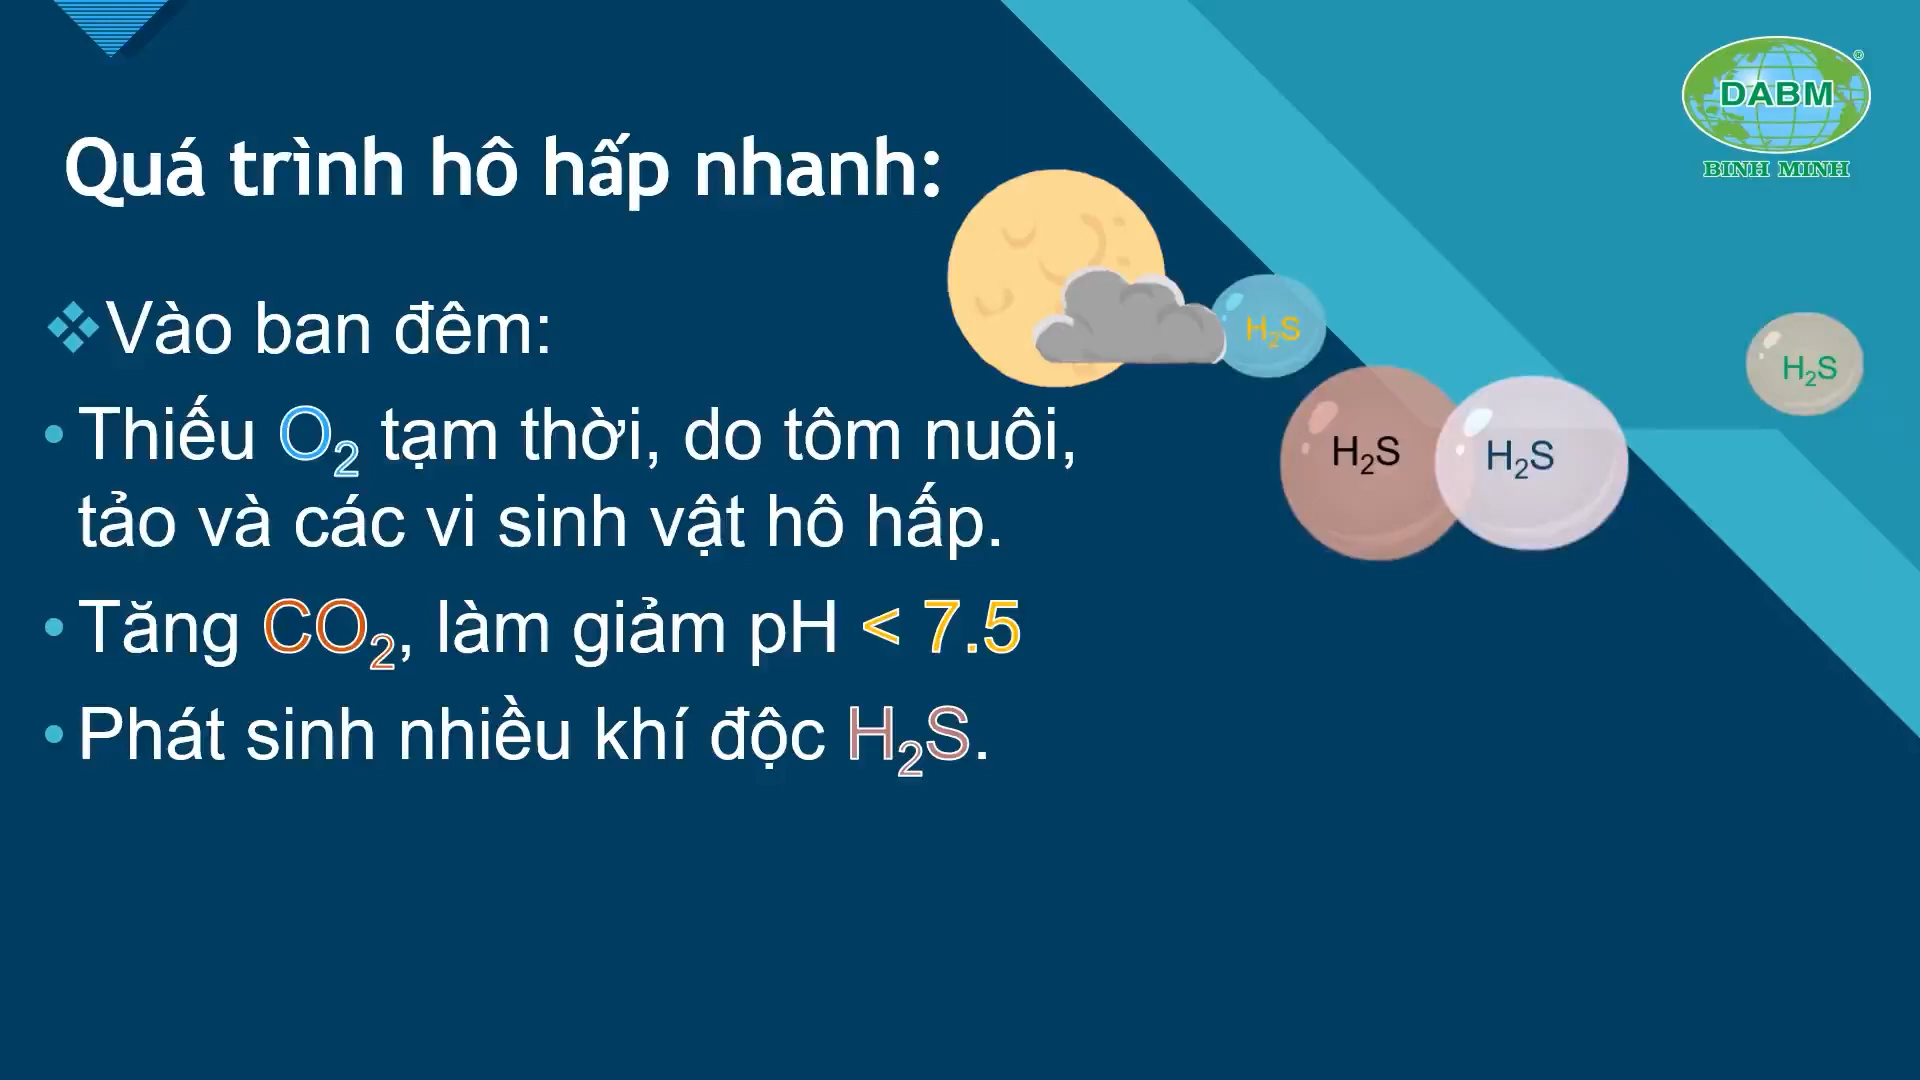 DABM
BINH MINH
Quá trình hô hấp nhanh:
❖Vào ban đêm:
• Thiếu O₂ tạm thời, do tôm nuôi,
tảo và các vi sinh vật hô hấp.
• Tăng CO₂, làm giảm pH < 7.5
• Phát sinh nhiều khí độc H₂S.
H₂S
H₂S
H₂S
H₂S